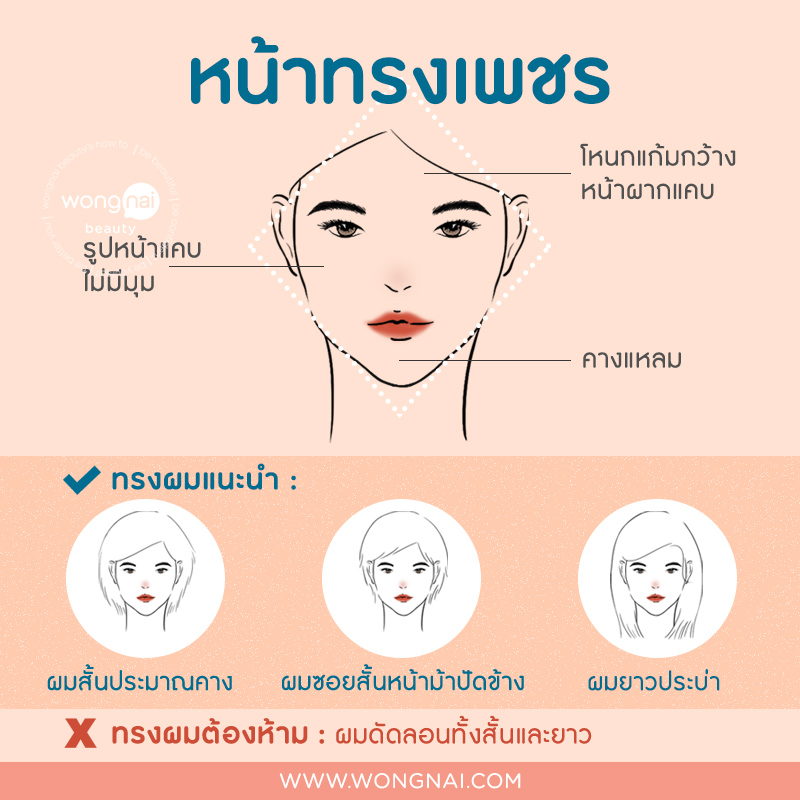 หน้าทรงเพชร
โหนกแก้มกว้าง
หน้าผากแคบ
wongnai
beauty
รูปหน้าแคบ
ไม่มีมุม
คางแหลม
ทรงผมแนะนำ :
ผมสั้นประมาณคาง
ผมซอยสั้นหน้าม้าปัดข้าง
ผมยาวประบ่า
ทรงผมต้องห้าม : ผมดัดลอนทั้งสั้นและยาว
WWW.WONGNAI.COM